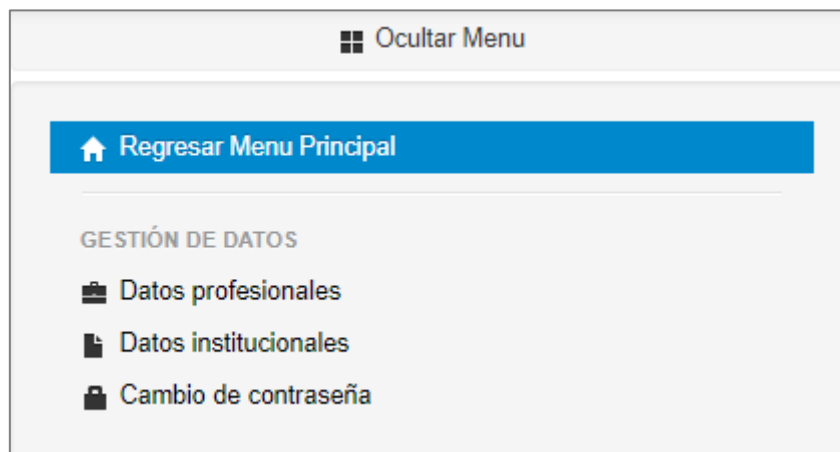 Ocultar Menu
Regresar Menu Principal
GESTIÓN DE DATOS
Datos profesionales
Datos institucionales
Cambio de contraseña